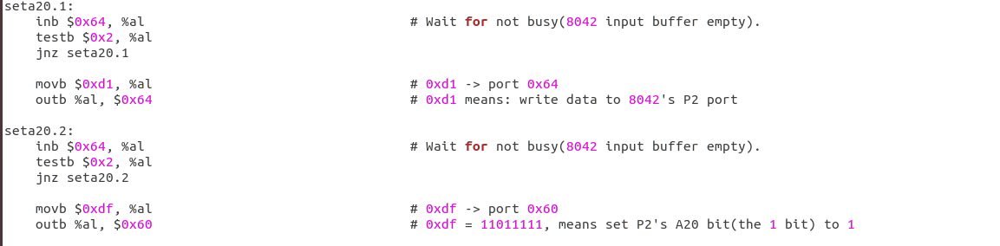 seta20.1:
    inb $0x64, %al                                  # Wait for not busy(8042 input buffer empty).
    testb $0x2, %al
    jnz seta20.1

    movb $0xd1, %al                                 # 0xd1 -> port 0x64
    outb %al, $0x64                                 # 0xd1 means: write data to 8042's P2 port

seta20.2:
    inb $0x64, %al                                  # Wait for not busy(8042 input buffer empty).
    testb $0x2, %al
    jnz seta20.2

    movb $0xdf, %al                                 # 0xdf -> port 0x60
    outb %al, $0x60                                 # 0xdf = 11011111, means set P2's A20 bit(the 1 bit) to 1